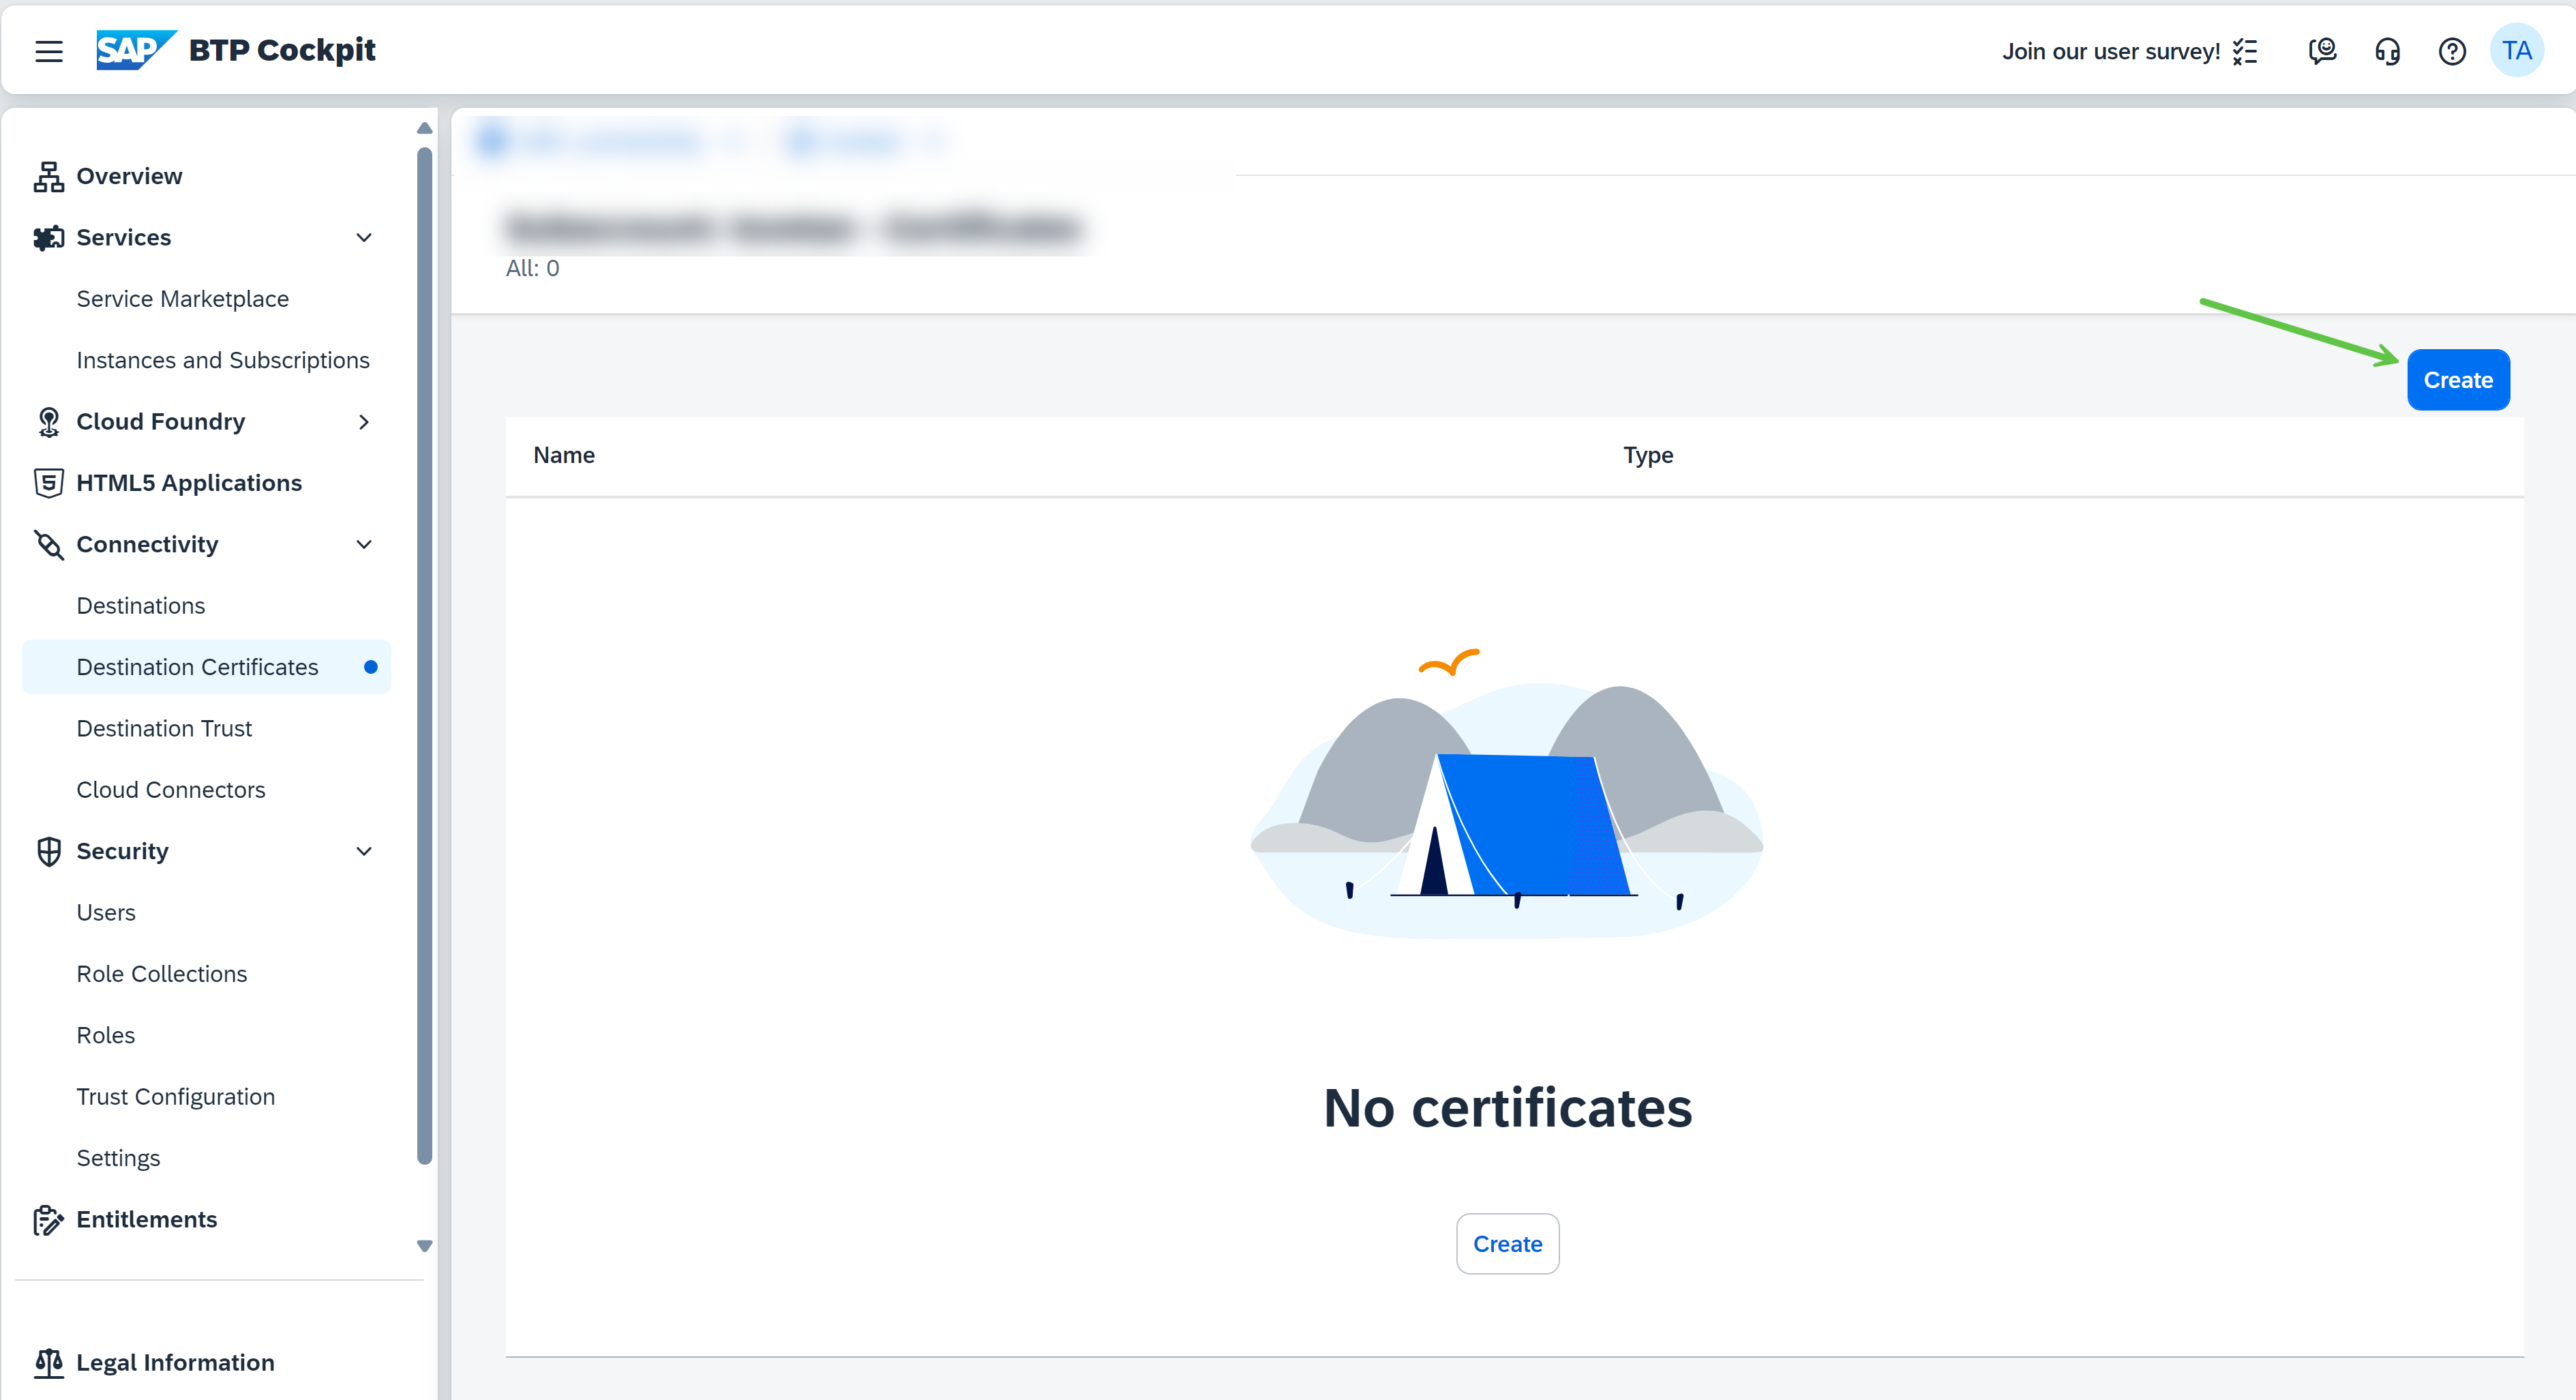 SAP BTP Cockpit
Join our user survey!
TA
Overview
Services
Service Marketplace
Instances and Subscriptions
Cloud Foundry
HTML5 Applications
Connectivity
Destinations
Destination Certificates
Destination Trust
Cloud Connectors
Security
Users
Role Collections
Roles
Trust Configuration
Settings
Entitlements
Legal Information
All: 0
Create
Name Type
No certificates
Create